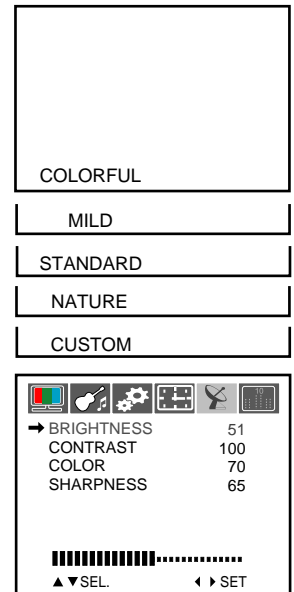 COLORFUL
MILD
STANDARD
NATURE
CUSTOM
BRIGHTNESS 51
CONTRAST 100
COLOR 70
SHARPNESS 65
▲▼SEL. ◀ ▶ SET